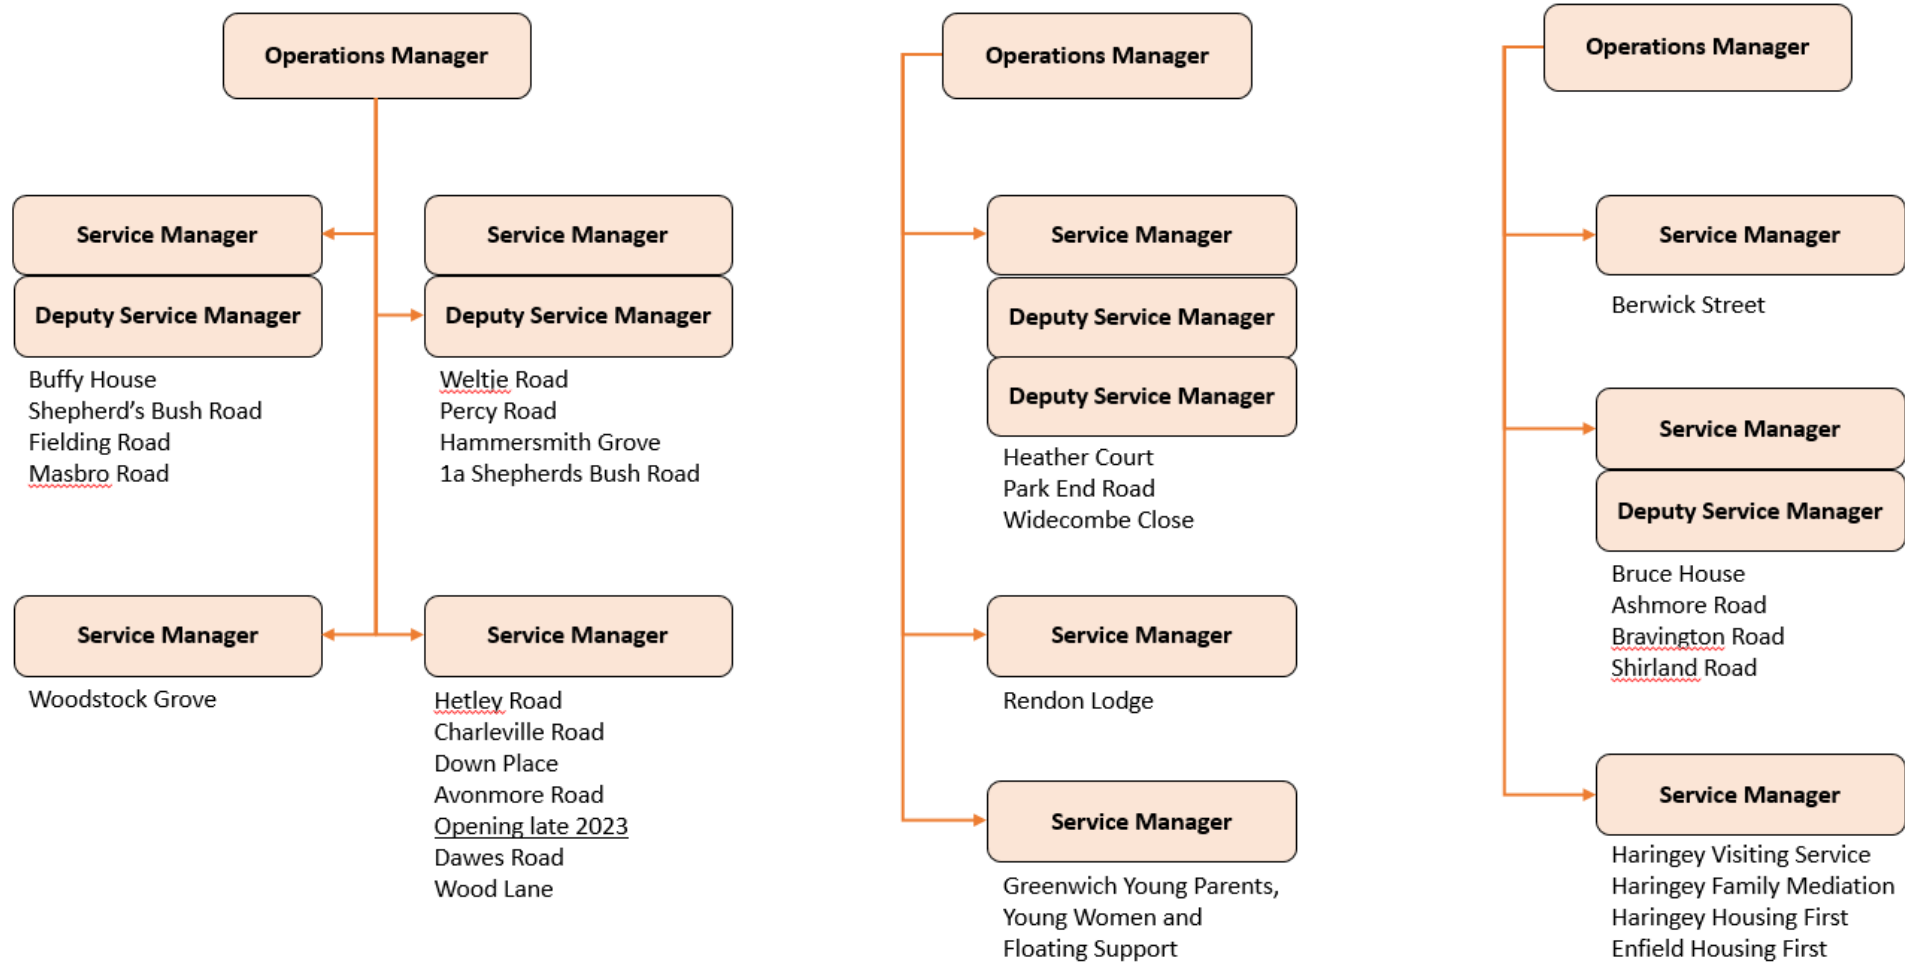 Operations Manager
Service Manager
Deputy Service Manager
Buffy House
Shepherd’s Bush Road
Fielding Road
Masbro Road
Service Manager
Deputy Service Manager
Weltje Road
Percy Road
Hammersmith Grove
1a Shepherds Bush Road
Service Manager
Woodstock Grove
Service Manager
Hetley Road
Charleville Road
Down Place
Avonmore Road
Opening late 2023
Dawes Road
Wood Lane
Operations Manager
Service Manager
Deputy Service Manager
Deputy Service Manager
Heather Court
Park End Road
Widecombe Close
Service Manager
Rendon Lodge
Service Manager
Greenwich Young Parents,
Young Women and
Floating Support
Operations Manager
Service Manager
Berwick Street
Service Manager
Deputy Service Manager
Bruce House
Ashmore Road
Bravington Road
Shirland Road
Service Manager
Haringey Visiting Service
Haringey Family Mediation
Haringey Housing First
Enfield Housing First